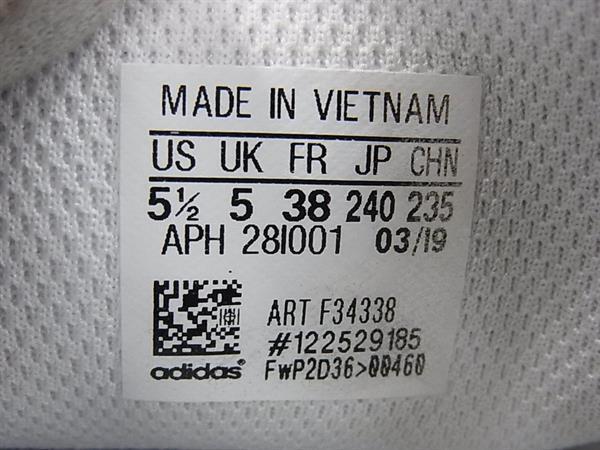 MADE IN VIETNAM
US UK FR JP CHN
5½ 5 38 240 235
APH 28I001 03/19
ART F34338
#122529185
adidas® FwP2D36>00460